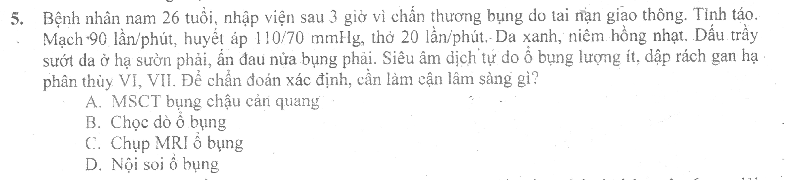 5. Bệnh nhân nam 26 tuổi, nhập viện sau 3 giờ vì chấn thương bụng do tai nạn giao thông. Tỉnh táo.
Mạch 90 lần/phút, huyết áp 110/70 mmHg, thở 20 lần/phút. Da xanh, niêm hồng nhạt. Dấu trầy
sướt da ở hạ sườn phải, ấn đau nửa bụng phải. Siêu âm dịch tự do ổ bụng lượng ít, dập rách gan hạ
phân thùy VI, VII. Để chẩn đoán xác định, cần làm cận lâm sàng gì?
A. MSCT bụng chậu cản quang
B. Chọc dò ổ bụng
C. Chụp MRI ổ bụng
D. Nội soi ổ bụng